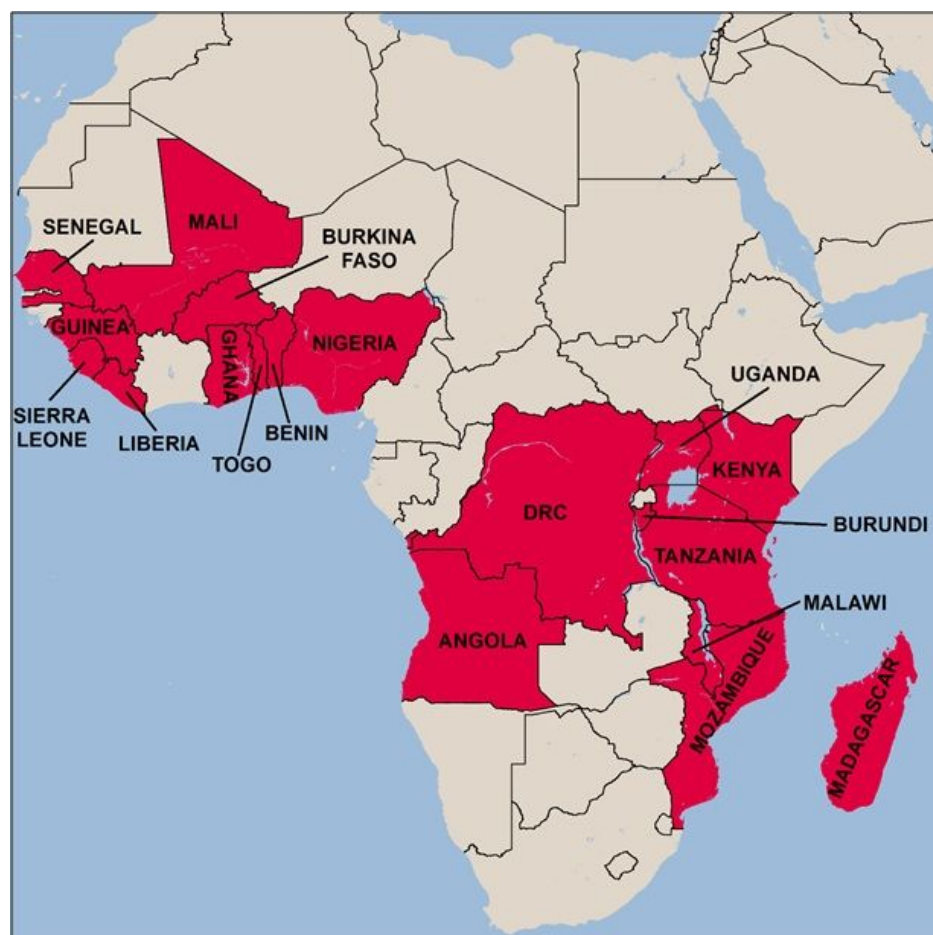 SENEGAL
MALI
BURKINA
FASO
GUINEA
GHANA
NIGERIA
SIERRA
LEONE
LIBERIA
TOGO
BENIN
UGANDA
KENYA
DRC
BURUNDI
TANZANIA
MALAWI
ANGOLA
MOZAMBIQUE
MADAGASCAR